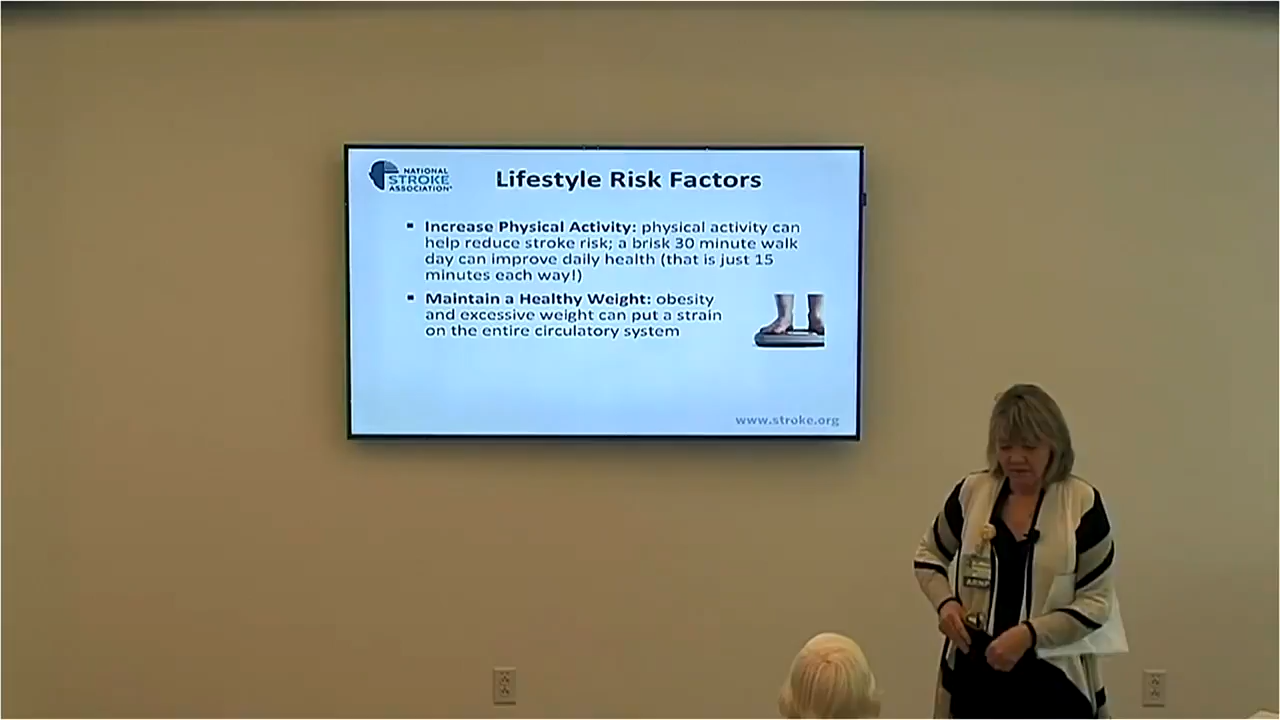 NATIONAL
STROKE
ASSOCIATION
Lifestyle Risk Factors
▪ Increase Physical Activity: physical activity can
help reduce stroke risk; a brisk 30 minute walk
day can improve daily health (that is just 15
minutes each way!)
▪ Maintain a Healthy Weight: obesity
and excessive weight can put a strain
on the entire circulatory system
www.stroke.org
ARNP